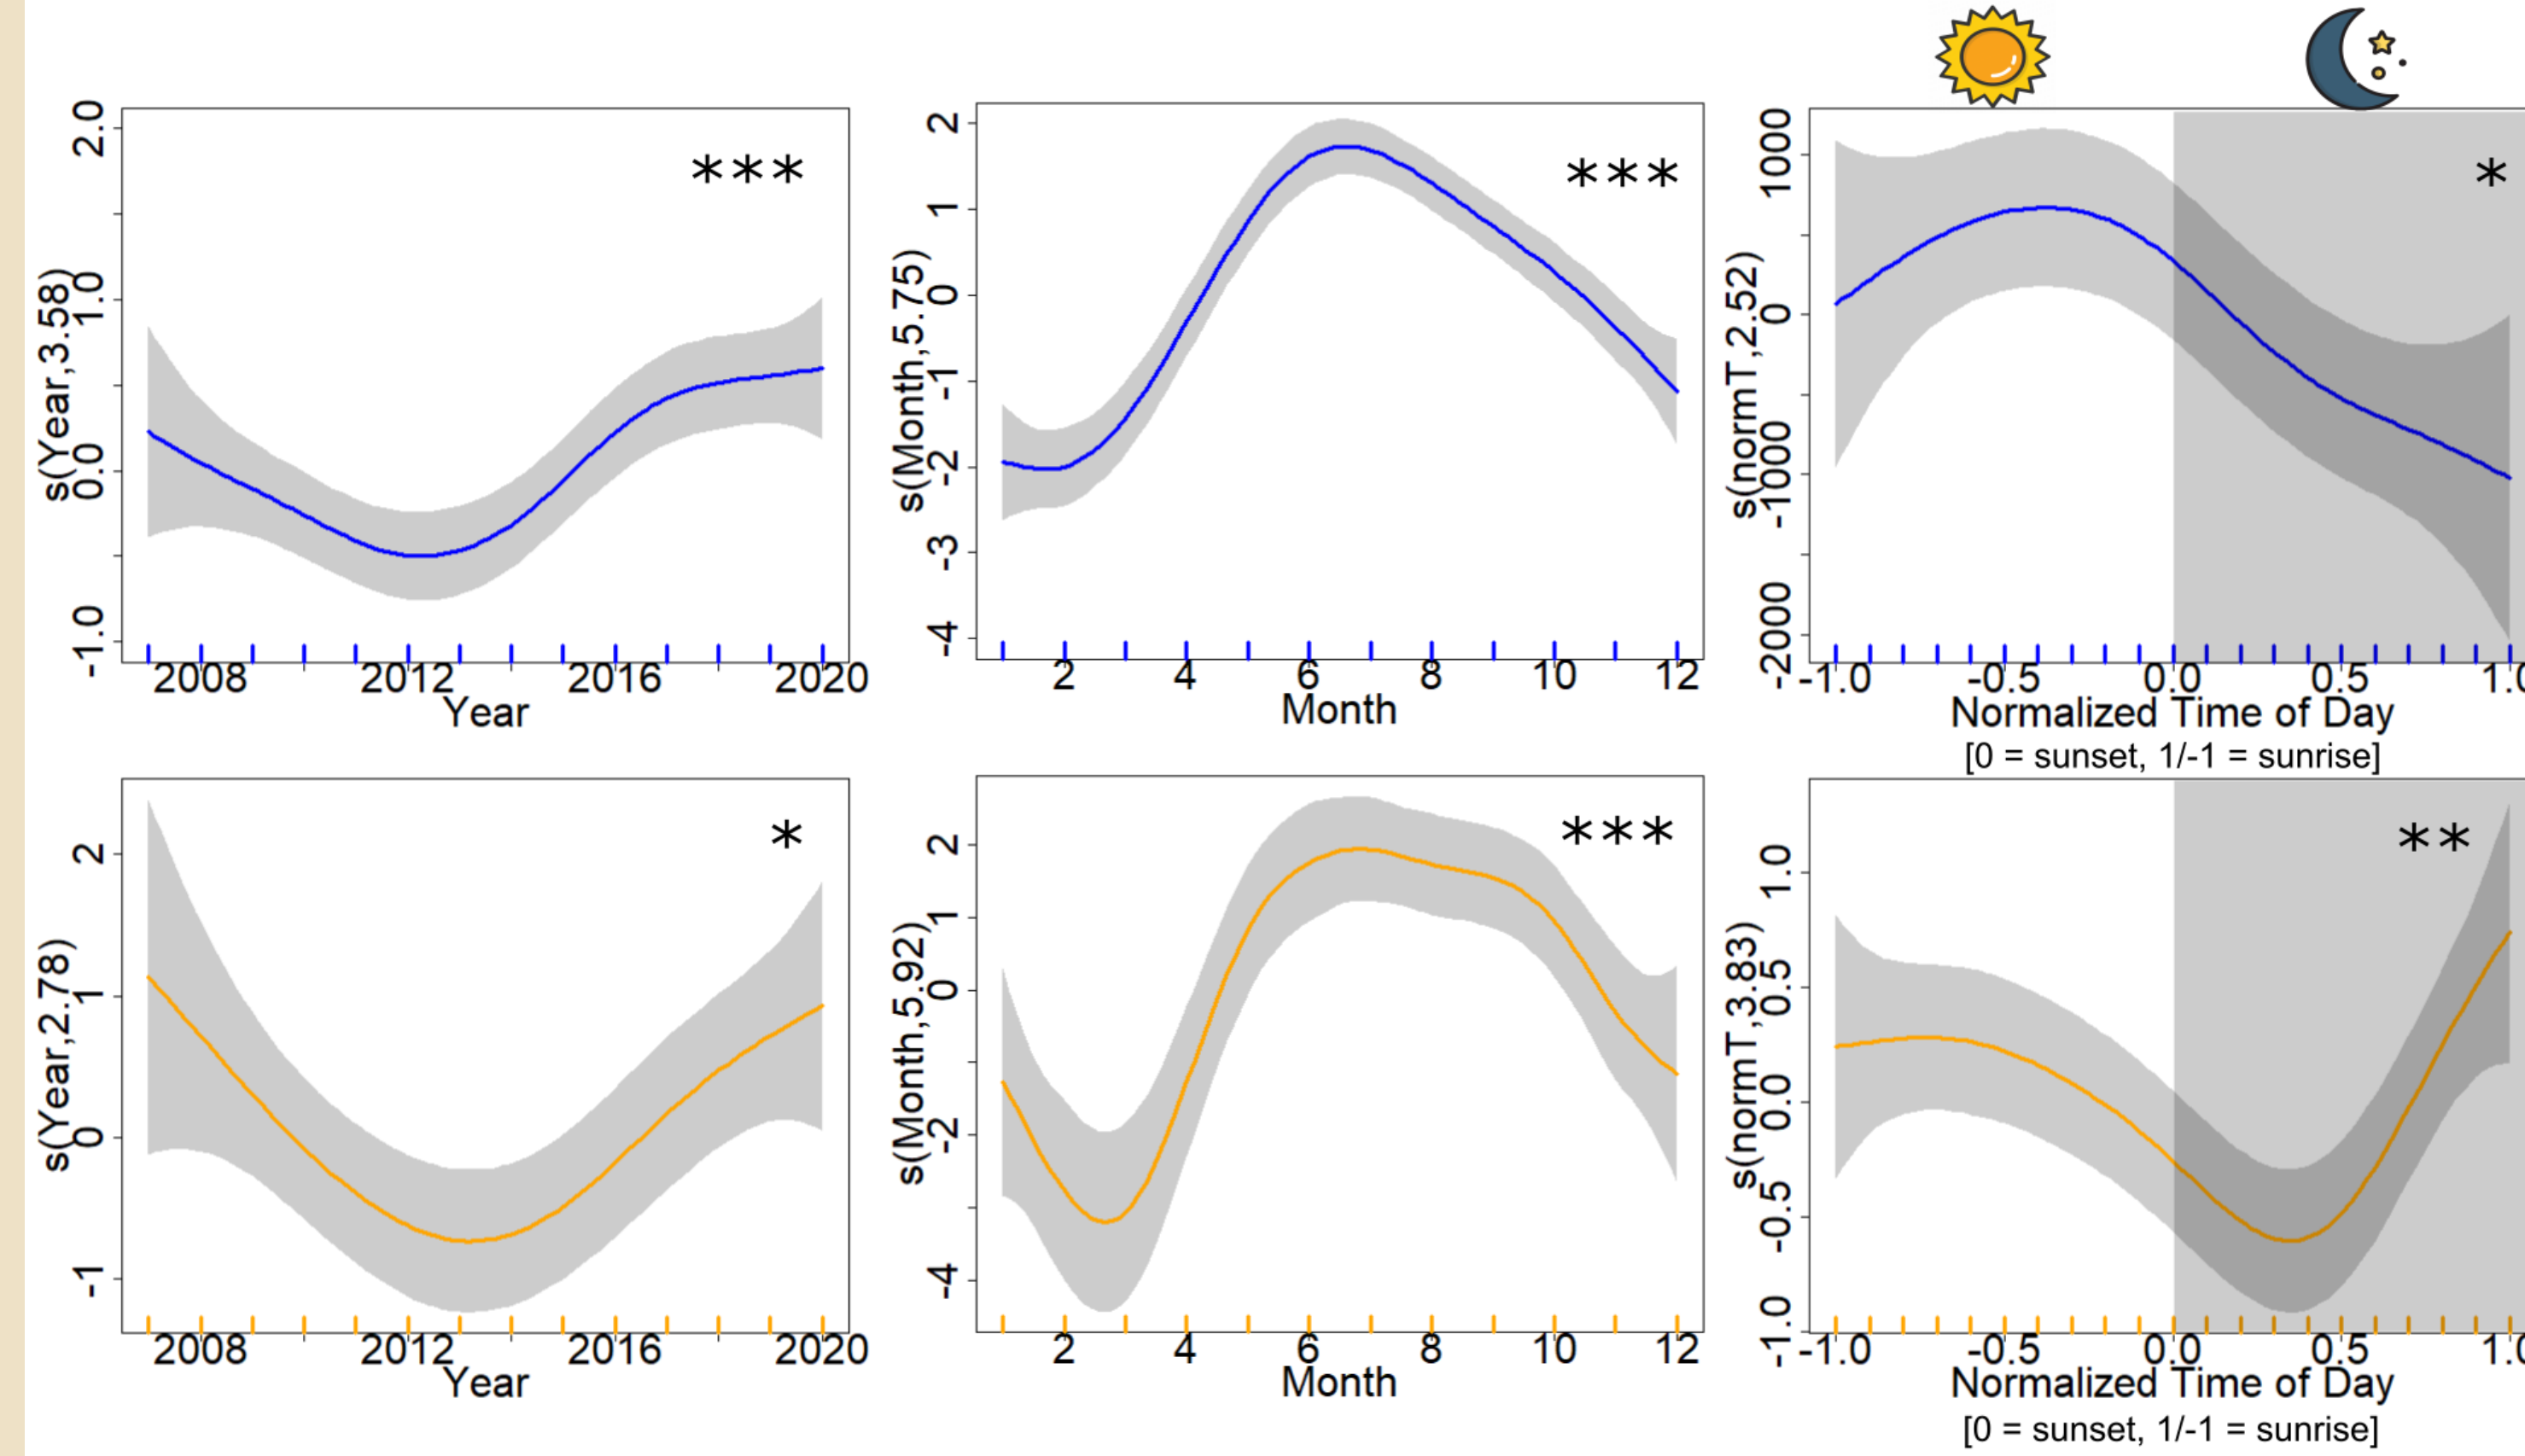 ***
s(Year,3.58)
2.0
1.0
0.0
-1.0
2008 2012 2016 2020
Year
***
s(Month,5.75)
2
1
0
-1
-2
-3
-4
2 4 6 8 10 12
Month
*
s(normT,2.52)
1000
0
-1000
-2000
-1.0 -0.5 0.0 0.5 1.0
Normalized Time of Day
[0 = sunset, 1/-1 = sunrise]
*
s(Year,2.78)
2
1
0
-1
2008 2012 2016 2020
Year
***
s(Month,5.92)
2
1
0
-2
-4
2 4 6 8 10 12
Month
**
s(normT,3.83)
1.0
0.5
0.0
-0.5
-1.0
-1.0 -0.5 0.0 0.5 1.0
Normalized Time of Day
[0 = sunset, 1/-1 = sunrise]